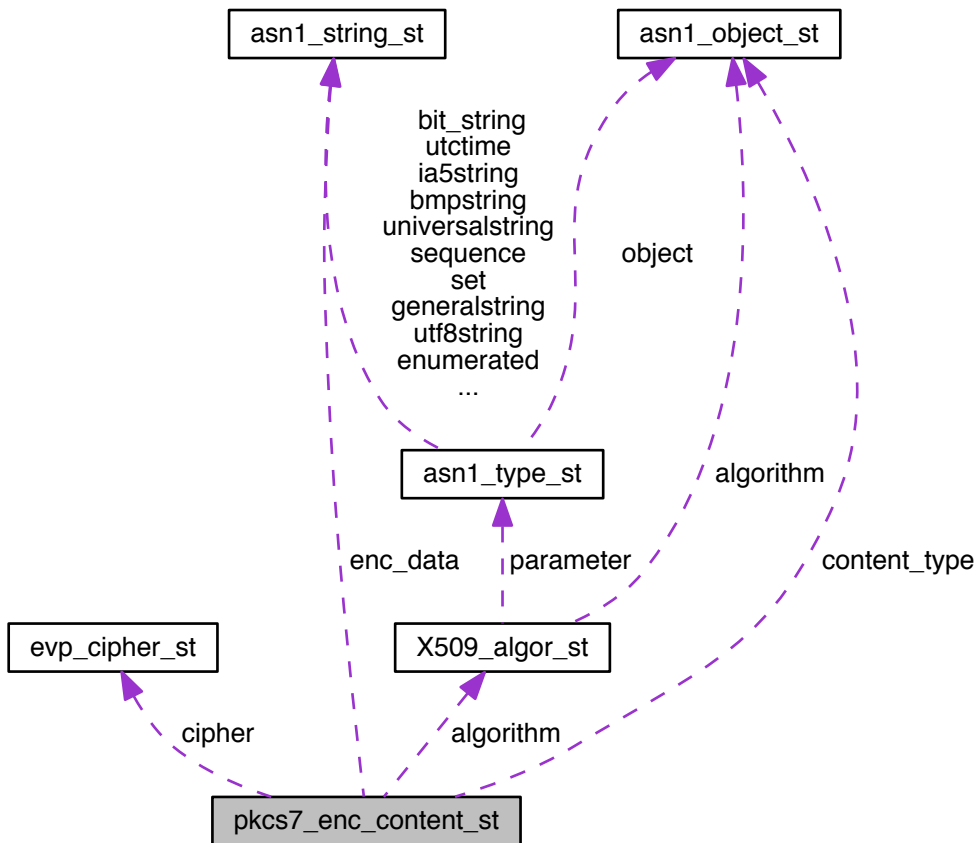 asn1_string_st
asn1_object_st
bit_string
utctime
ia5string
bmpstring
universalstring
sequence
object
set
generalstring
utf8string
enumerated
...
asn1_type_st
algorithm
enc_data
parameter
content_type
evp_cipher_st
X509_algor_st
cipher
algorithm
pkcs7_enc_content_st